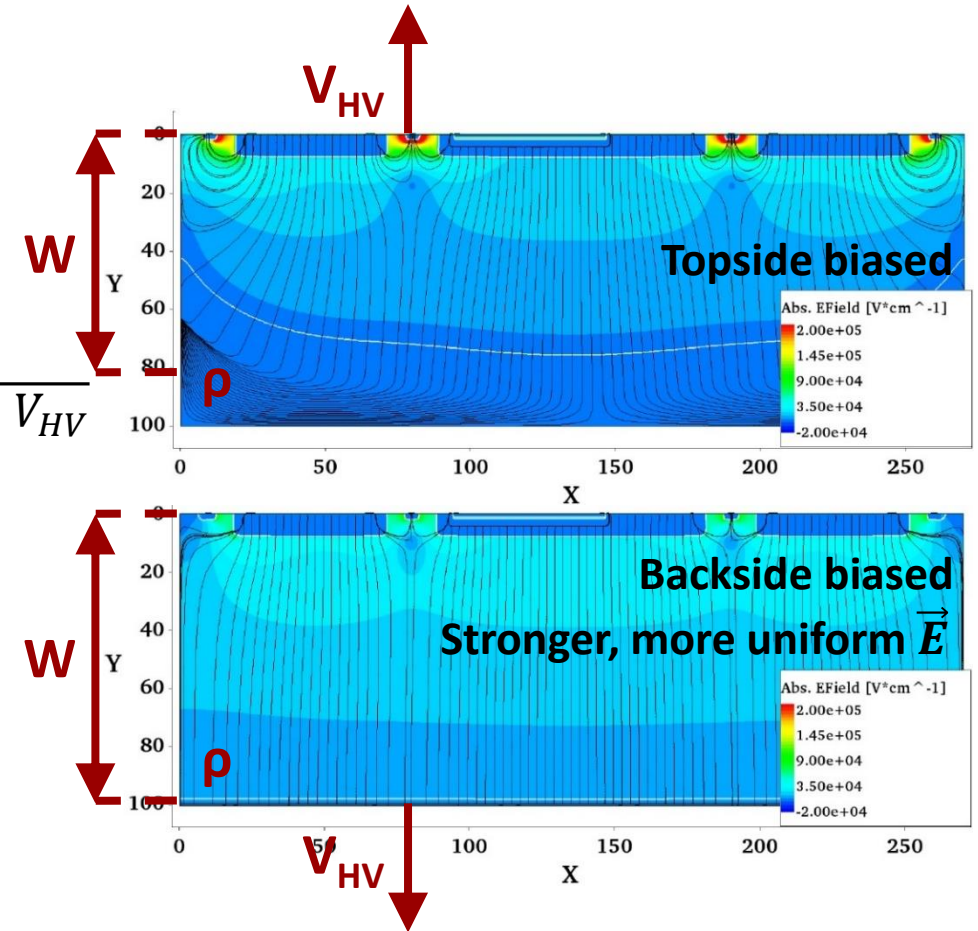 V_HV
0
20
W
40
Y
Topside biased
60
Abs. EField [V*cm^-1]
2.00e+05
1.45e+05
9.00e+04
3.50e+04
-2.00e+04
80
ρ
V_HV
100
0 50 100 150 200 250
X
0
20
Backside biased
40
Stronger, more uniform E⃗
W
Y
60
Abs. EField [V*cm^-1]
2.00e+05
1.45e+05
9.00e+04
3.50e+04
-2.00e+04
80
ρ
100
0 50 100 150 200 250
V_HV
X